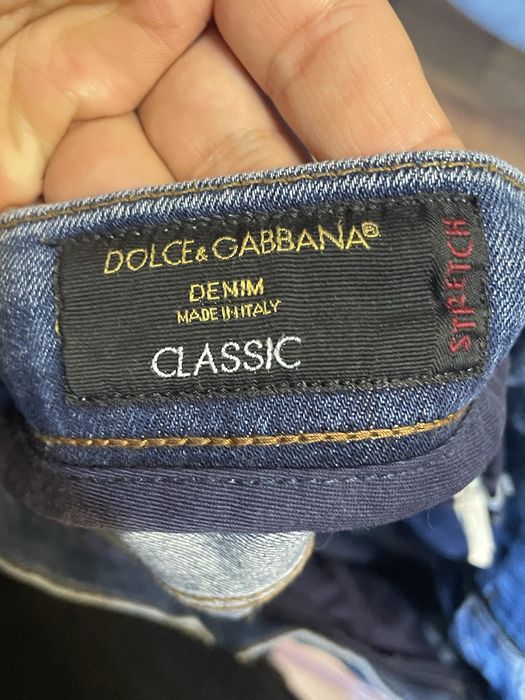 DOLCE&GABBANA®
DENIM
MADE IN ITALY
CLASSIC
STRETCH